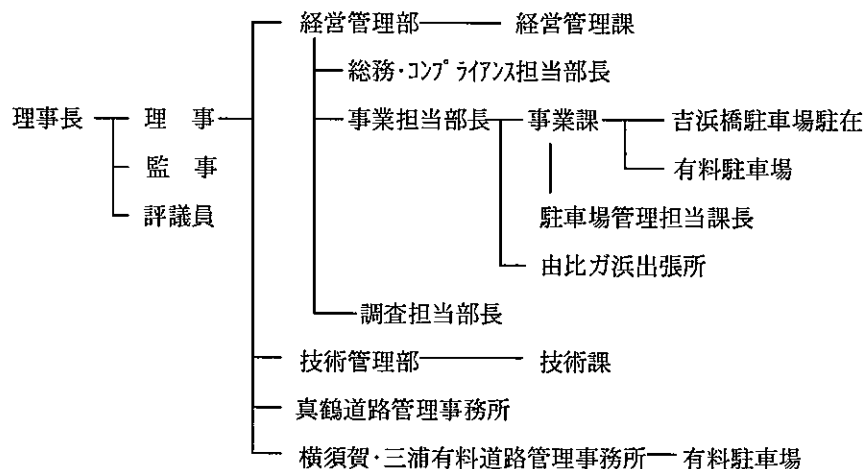 経営管理部 経営管理課
総務・コンプライアンス担当部長
理事長 理 事 事業担当部長 事業課 吉浜橋駐車場駐在
監 事 有料駐車場
評議員 駐車場管理担当課長
由比ガ浜出張所
調査担当部長
技術管理部 技術課
真鶴道路管理事務所
横須賀・三浦有料道路管理事務所 有料駐車場